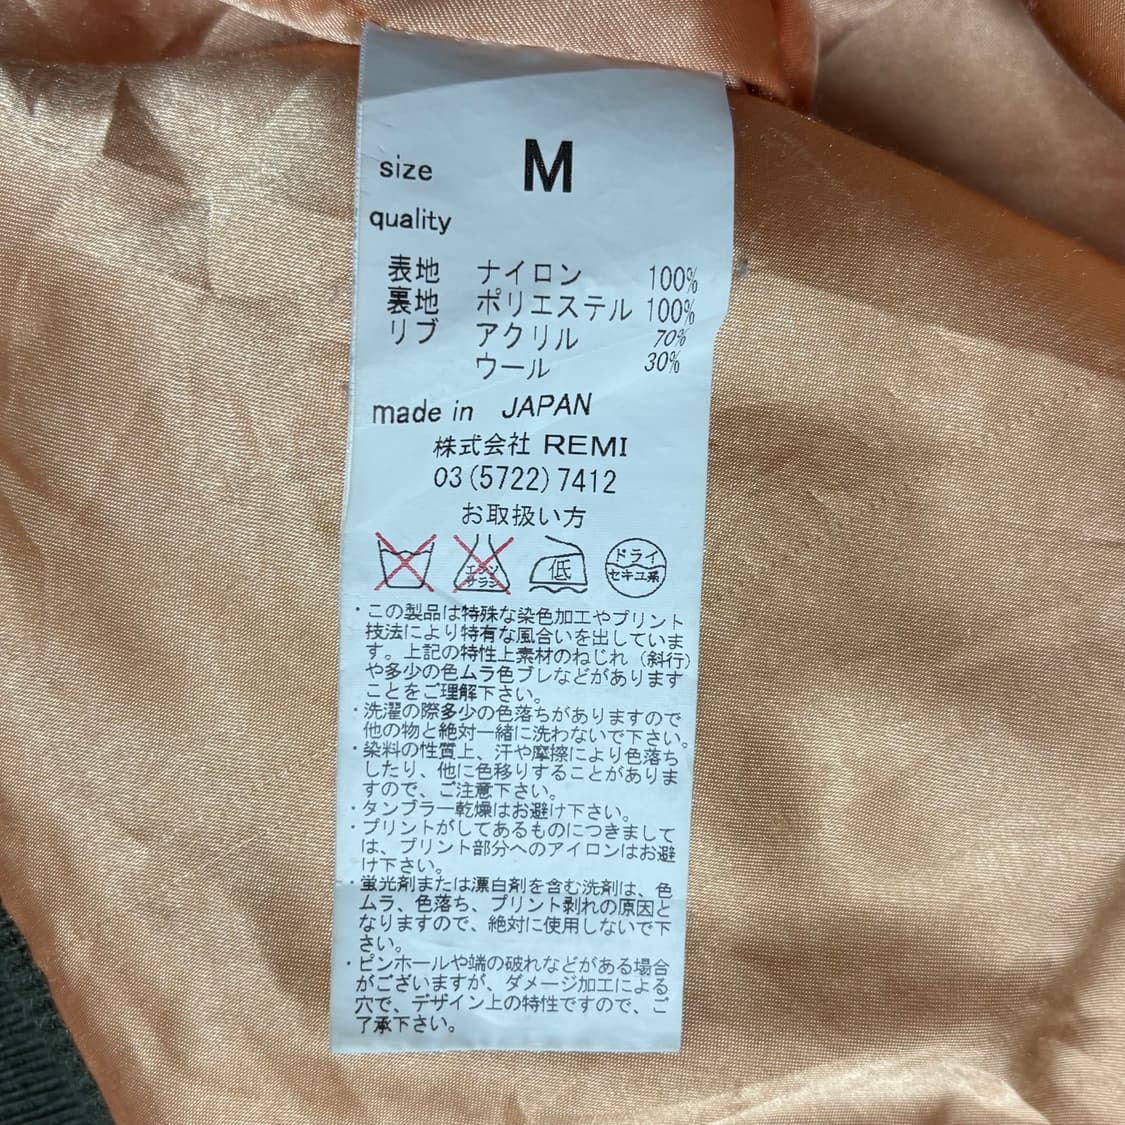 size M
quality
表地 ナイロン 100%
裏地 ポリエステル 100%
リブ アクリル 70%
ウール 30%
made in JAPAN
株式会社 REMI
03(5722)7412
お取扱い方
エンソ サラシ 低 ドライ セキユ系
・この製品は特殊な染色加工やプリント
技法により特有な風合いを出していま
す。上記の特性上素材のねじれ（斜行）
や多少の色ムラ色ブレなどがあります
ことをご理解下さい。
・洗濯の際多少の色落ちがありますので
他の物と絶対一緒に洗わないで下さい。
・染料の性質上、汗や摩擦により色落ち
したり、他に色移りすることがありま
すので、ご注意下さい。
・タンブラー乾燥はお避け下さい。
・プリントがしてあるものにつきまして
は、プリント部分へのアイロンはお避
け下さい。
・蛍光剤または漂白剤を含む洗剤は、色
ムラ、色落ち、プリント剥れの原因と
なりますので、絶対に使用しないで下
さい。
・ピンホールや端の破れなどがある場合
がございますが、ダメージ加工による
穴で、デザイン上の特性ですので、ご
了承下さい。